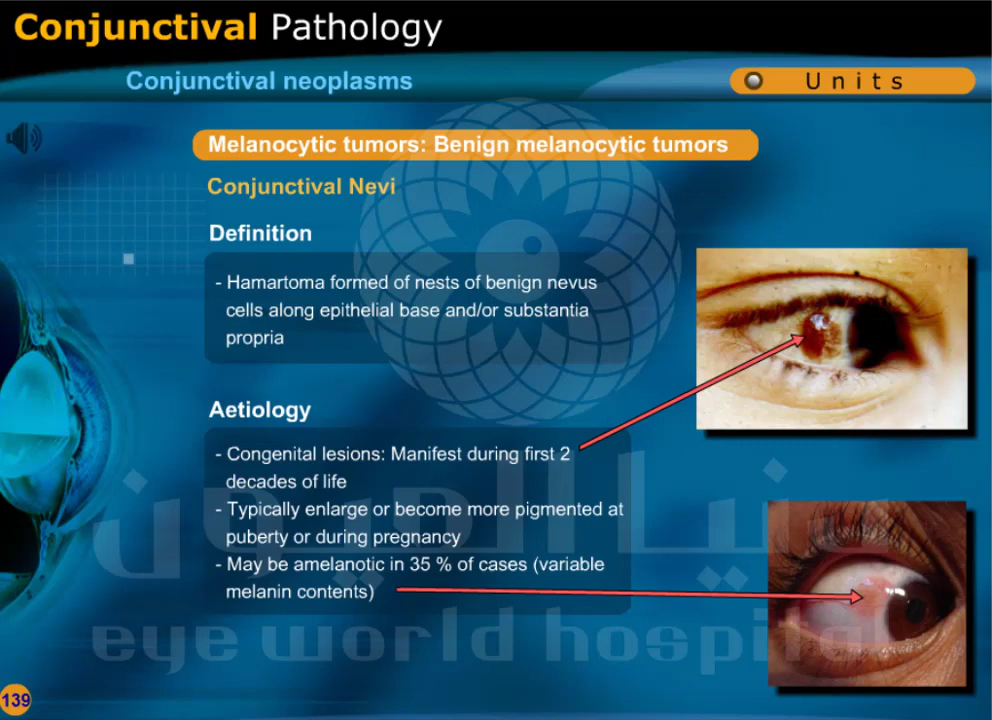 Conjunctival Pathology
Conjunctival neoplasms
Units
Melanocytic tumors: Benign melanocytic tumors
Conjunctival Nevi
Definition
- Hamartoma formed of nests of benign nevus
cells along epithelial base and/or substantia
propria
Aetiology
- Congenital lesions: Manifest during first 2
decades of life
- Typically enlarge or become more pigmented at
puberty or during pregnancy
- May be amelanotic in 35 % of cases (variable
melanin contents)
دنيا العيون
eye world hospital
139